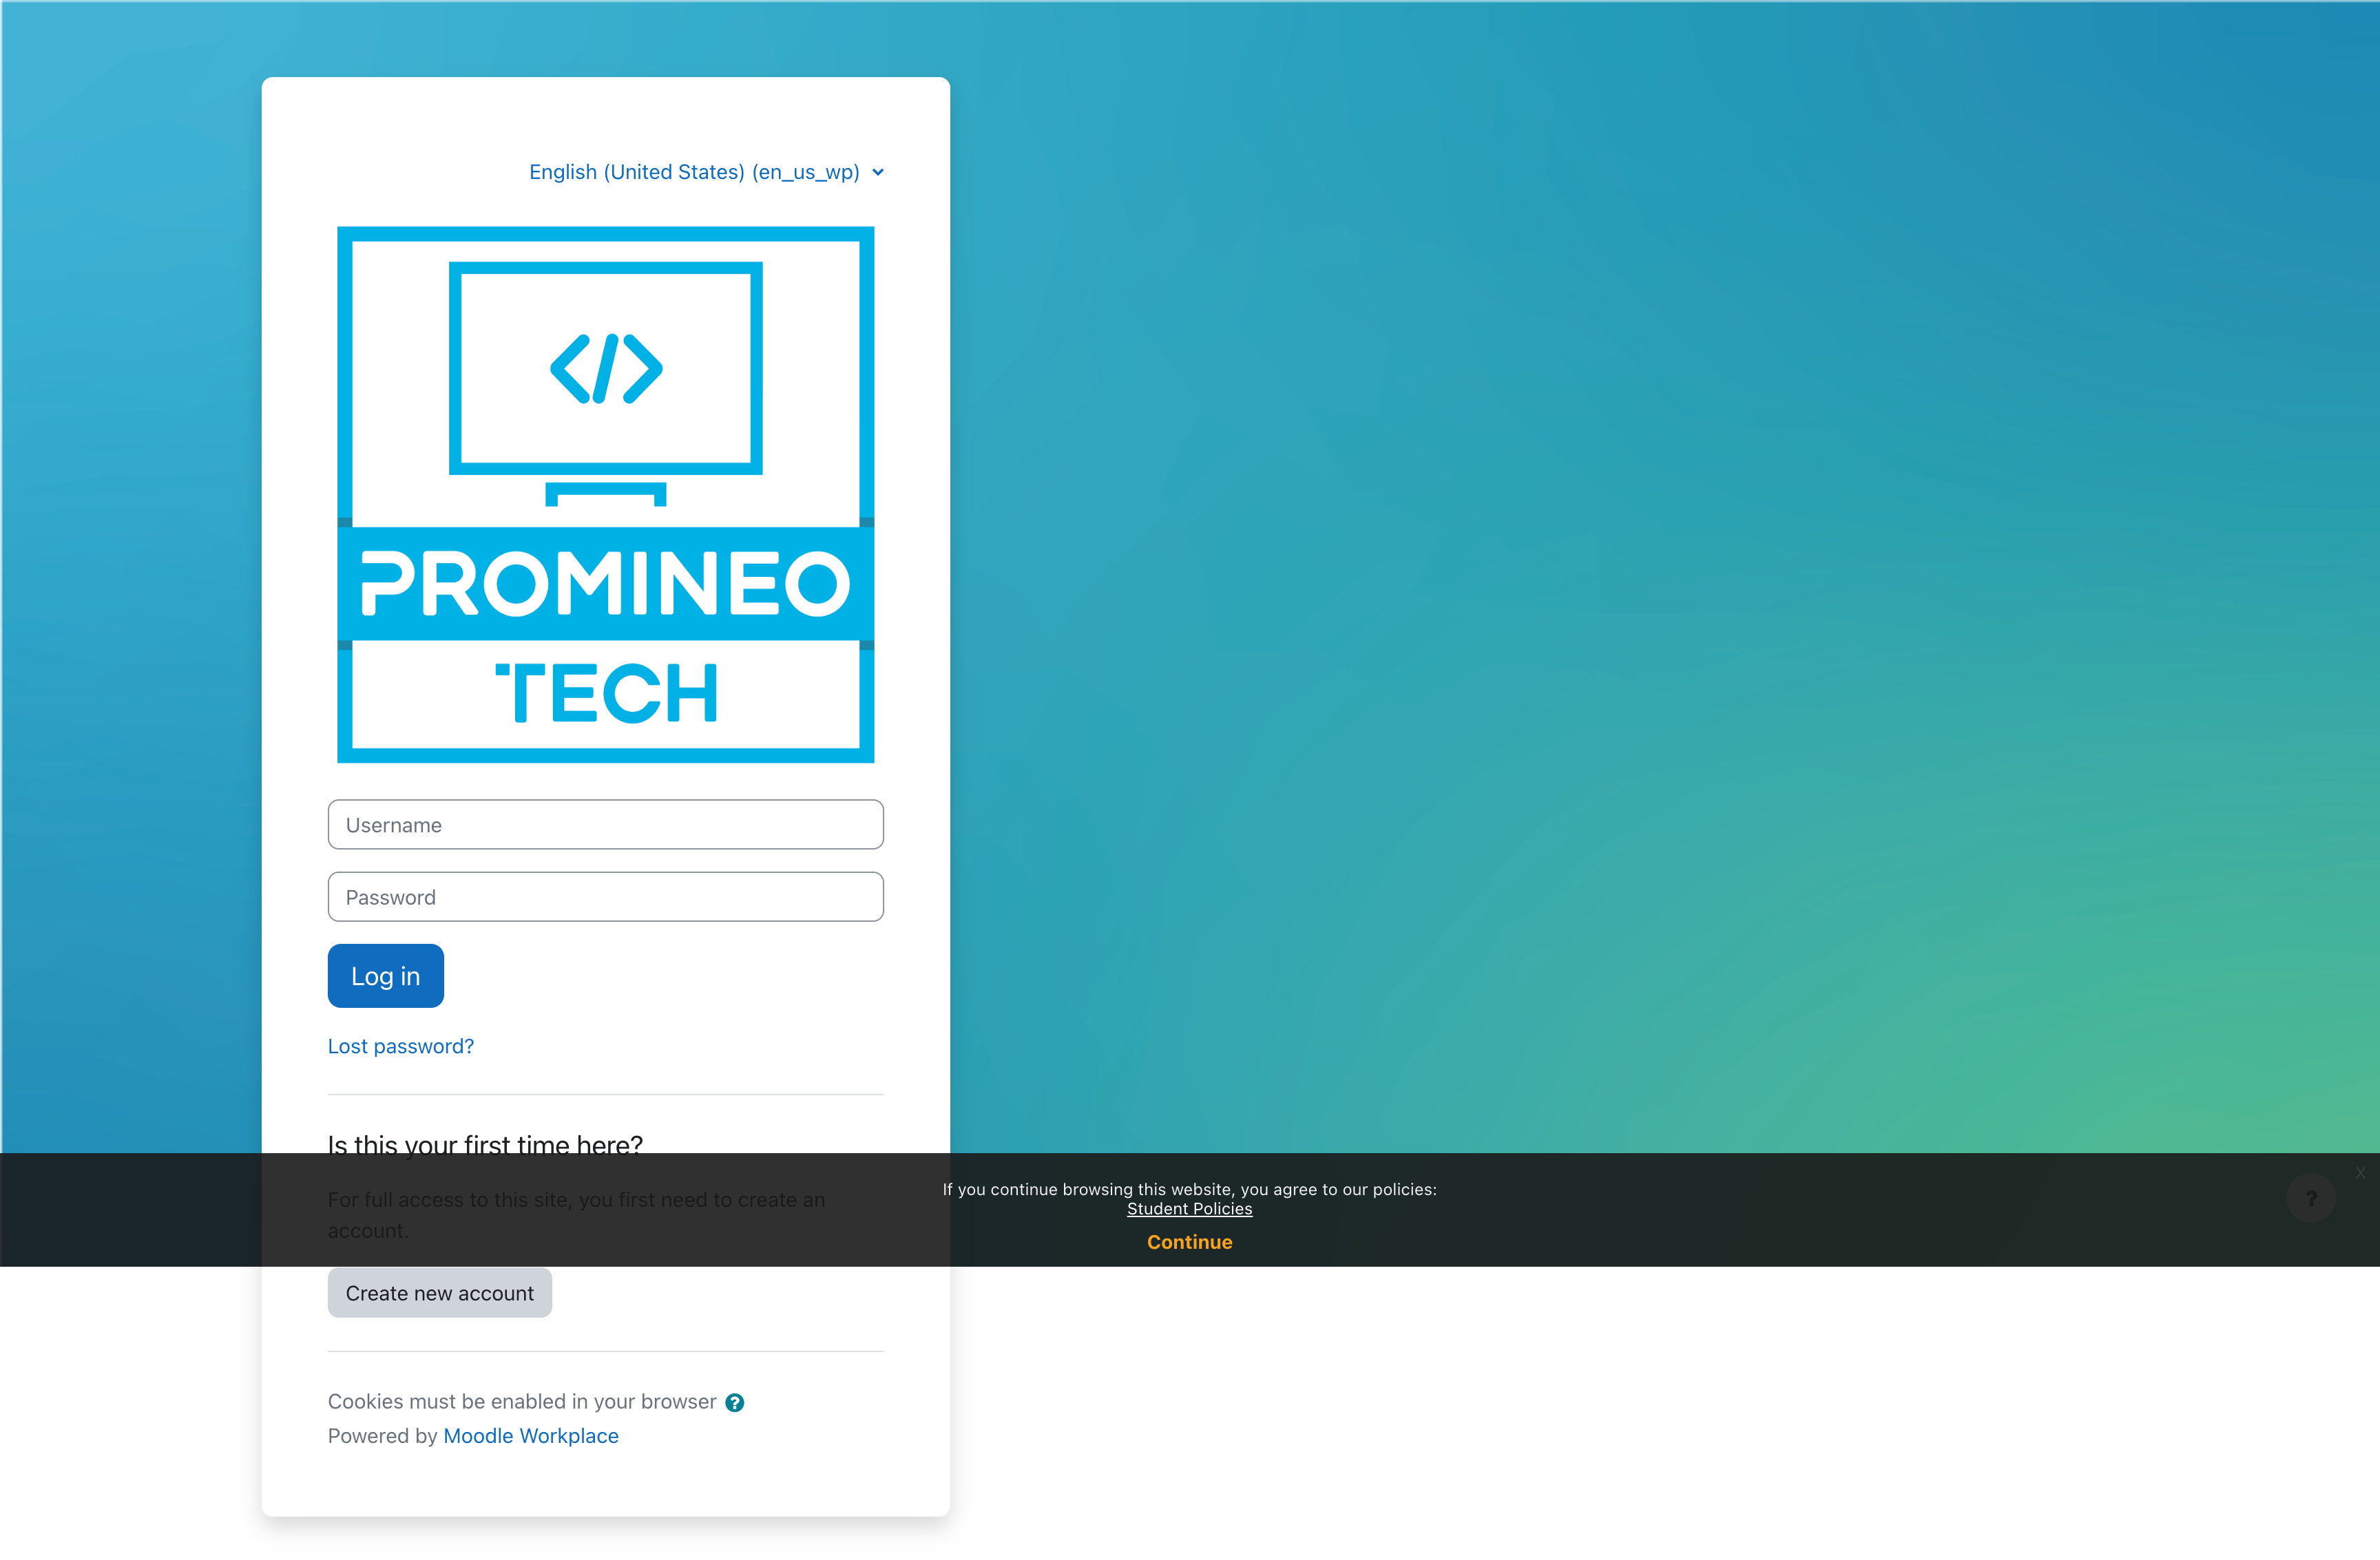 English (United States) (en_us_wp)
</>
PROMINEO
TECH
Username
Password
Log in
Lost password?
Is this your first time here?
For full access to this site, you first need to create an
account.
If you continue browsing this website, you agree to our policies:
Student Policies
Continue
X
?
Create new account
Cookies must be enabled in your browser ?
Powered by Moodle Workplace